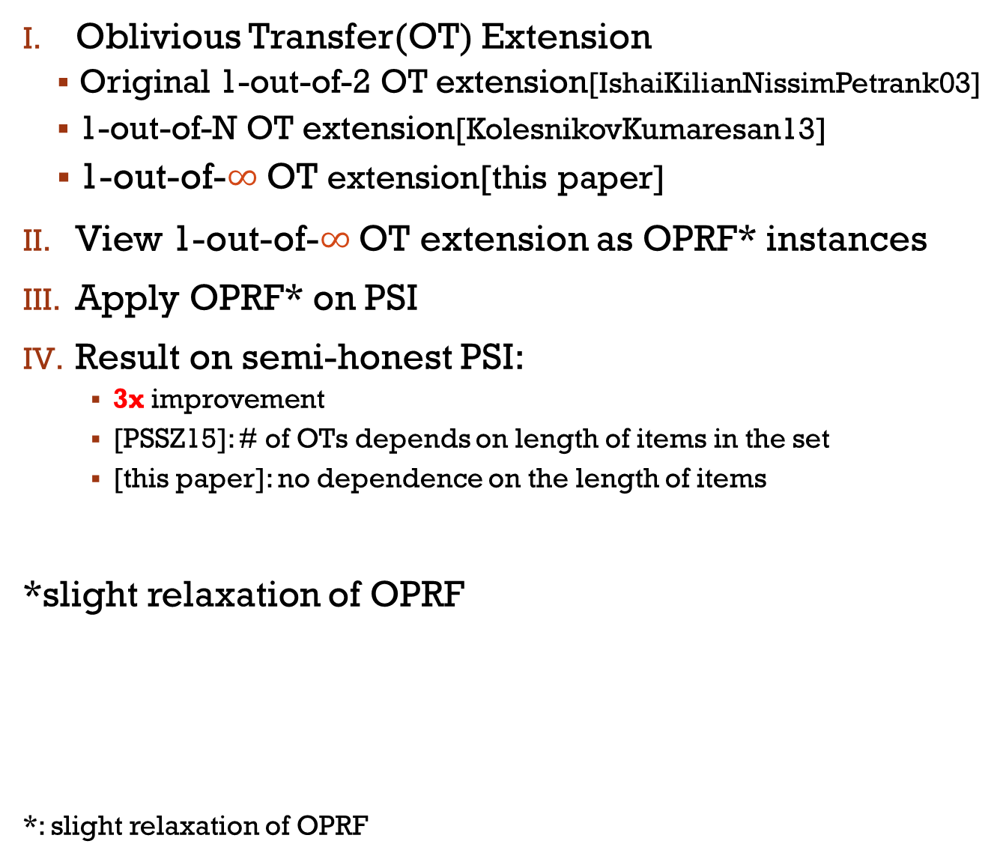 I. Oblivious Transfer(OT) Extension
▪ Original 1-out-of-2 OT extension[IshaiKilianNissimPetrank03]
▪ 1-out-of-N OT extension[KolesnikovKumaresan13]
▪ 1-out-of-∞ OT extension[this paper]
II. View 1-out-of-∞ OT extension as OPRF* instances
III. Apply OPRF* on PSI
IV. Result on semi-honest PSI:
▪ 3x improvement
▪ [PSSZ15]: # of OTs depends on length of items in the set
▪ [this paper]: no dependence on the length of items
*slight relaxation of OPRF
*: slight relaxation of OPRF